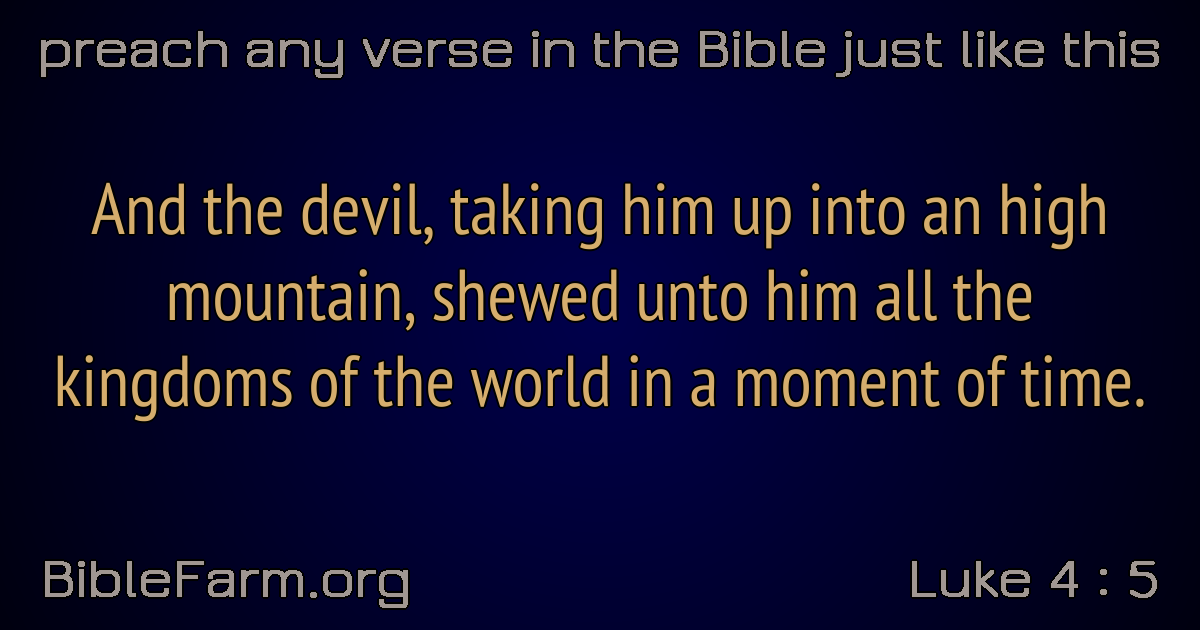 preach any verse in the Bible just like this
And the devil, taking him up into an high
mountain, shewed unto him all the
kingdoms of the world in a moment of time.
BibleFarm.org
Luke 4 : 5